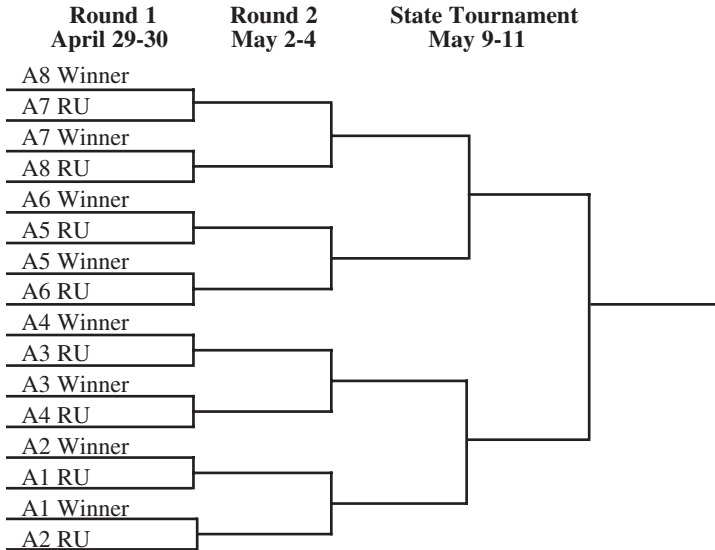 Round 1 Round 2 State Tournament
April 29-30 May 2-4 May 9-11
A8 Winner
A7 RU
A7 Winner
A8 RU
A6 Winner
A5 RU
A5 Winner
A6 RU
A4 Winner
A3 RU
A3 Winner
A4 RU
A2 Winner
A1 RU
A1 Winner
A2 RU